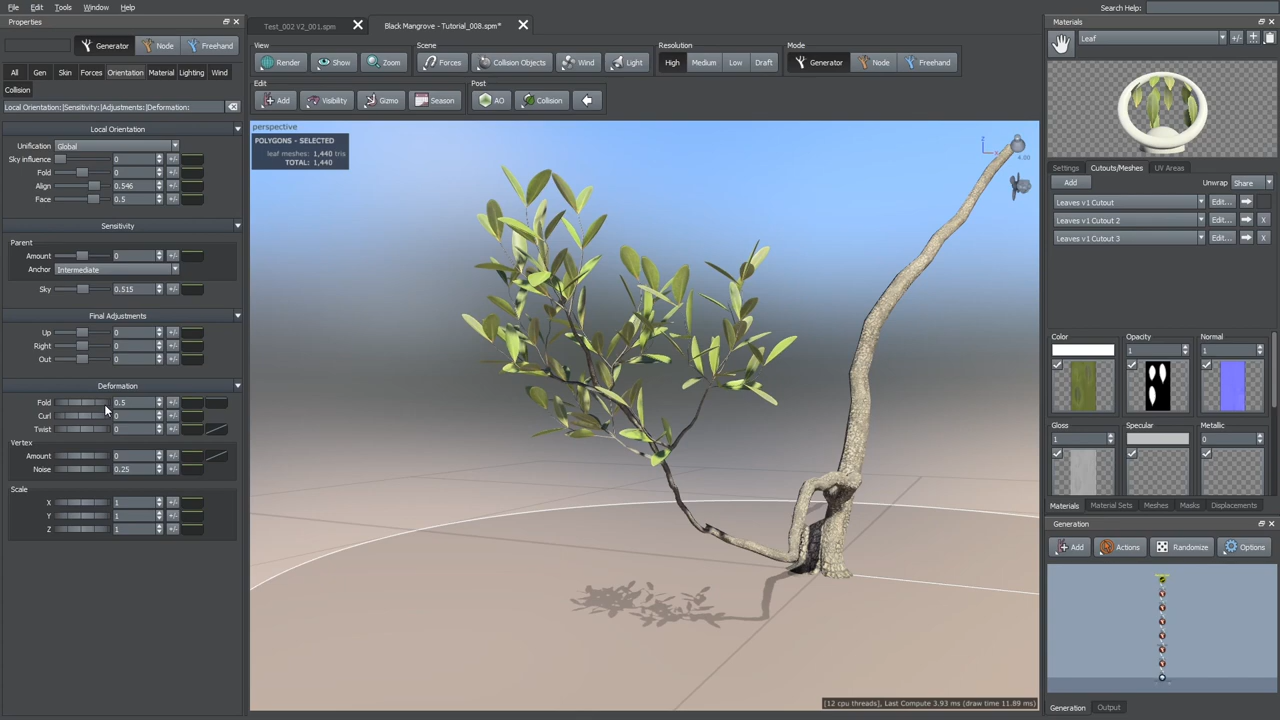 File Edit Tools Window Help
Search Help:
Properties
Test_002 V2_001.spm
Black Mangrove - Tutorial_008.spm*
Materials
Generator Node Freehand
All Gen Skin Forces Orientation Material Lighting Wind
Collision
Local Orientation: |Sensitivity: |Adjustments: |Deformation:
Local Orientation
Unification Global
Sky influence 0 +/-
Fold 0 +/-
Align 0.546 +/-
Face 0.5 +/-
Sensitivity
Parent
Amount 0 +/-
Anchor Intermediate
Sky 0.515 +/-
Final Adjustments
Up 0 +/-
Right 0 +/-
Out 0 +/-
Deformation
Fold 0.5 +/-
Curl 0 +/-
Twist 0 +/-
Vertex
Amount 0 +/-
Noise 0.25 +/-
Scale
X 1 +/-
Y 1 +/-
Z 1 +/-
View Scene Resolution Mode
Render Show Zoom Forces Collision Objects Wind Light High Medium Low Draft Generator Node Freehand
Edit Post
Add Visibility Gizmo Season AO Collision
perspective
POLYGONS - SELECTED
leaf meshes: 1,440 tris
TOTAL: 1,440
z
x
4.00
[12 cpu threads], Last Compute 3.93 ms (draw time 11.89 ms)
Leaf +/-
Settings Cutouts/Meshes UV Areas
Add Unwrap Share
Leaves v1 Cutout Edit...
Leaves v1 Cutout 2 Edit... X
Leaves v1 Cutout 3 Edit... X
Color Opacity Normal
1 1
Gloss Specular Metallic
1 0
Materials Material Sets Meshes Masks Displacements
Generation
Add Actions Randomize Options
Generation Output